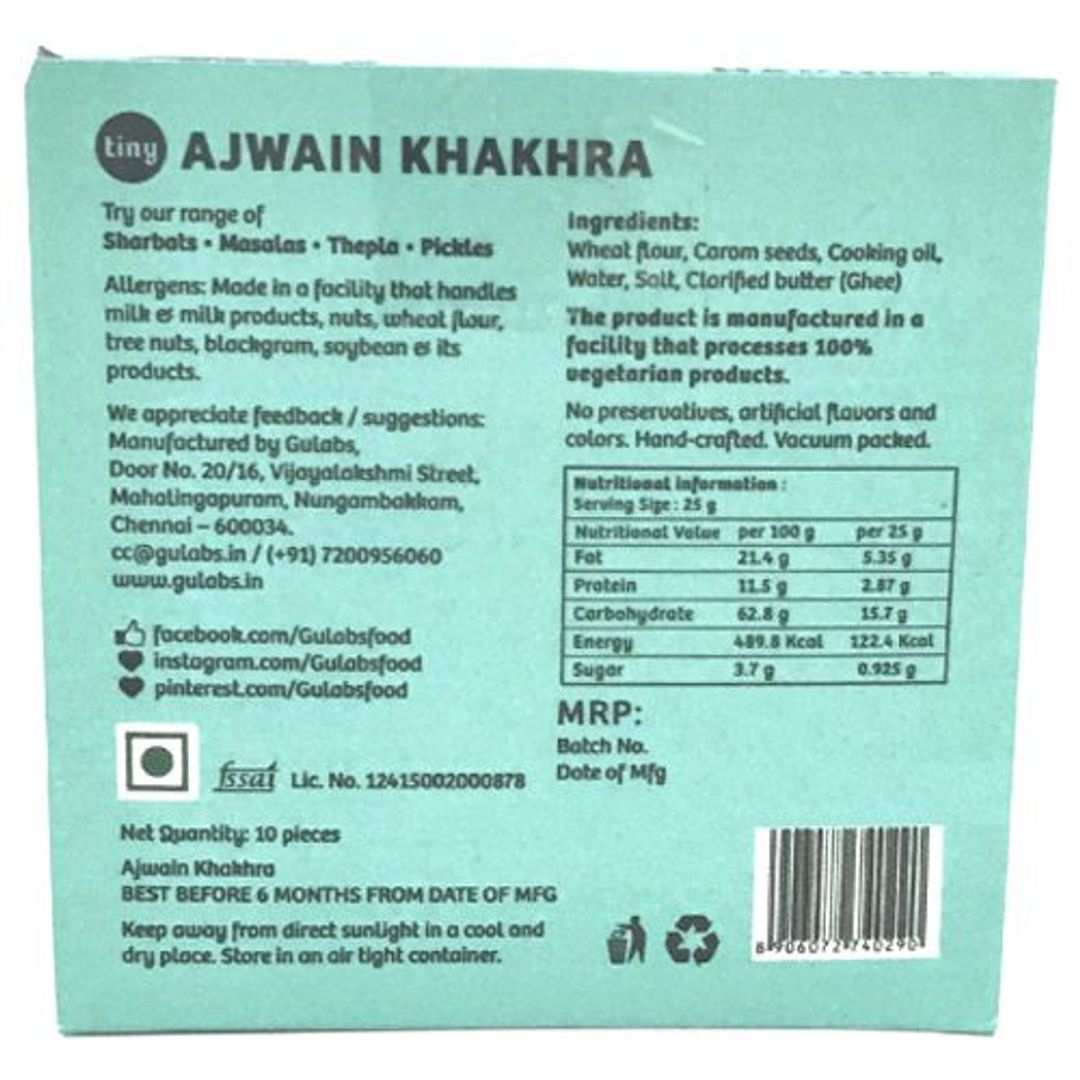 tiny AJWAIN KHAKHRA
Try our range of
Sharbats • Masalas • Thepla • Pickles
Allergens: Made in a facility that handles
milk & milk products, nuts, wheat flour,
tree nuts, blackgram, soybean & its
products.
We appreciate feedback / suggestions:
Manufactured by Gulabs,
Door No. 20/16, Vijayalakshmi Street,
Mahalingapuram, Nungambakkam,
Chennai – 600034.
cc@gulabs.in / (+91) 7200956060
www.gulabs.in
facebook.com/Gulabsfood
instagram.com/Gulabsfood
pinterest.com/Gulabsfood
fssai Lic. No. 12415002000878
Net Quantity: 10 pieces
Ajwain Khakhra
BEST BEFORE 6 MONTHS FROM DATE OF MFG
Keep away from direct sunlight in a cool and
dry place. Store in an air tight container.
Ingredients:
Wheat flour, Carom seeds, Cooking oil,
Water, Salt, Clarified butter (Ghee)
The product is manufactured in a
facility that processes 100%
vegetarian products.
No preservatives, artificial flavors and
colors. Hand-crafted. Vacuum packed.
Nutritional information :
Serving Size : 25 g
Nutritional Value per 100 g per 25 g
Fat 21.4 g 5.35 g
Protein 11.5 g 2.87 g
Carbohydrate 62.8 g 15.7 g
Energy 489.8 Kcal 122.4 Kcal
Sugar 3.7 g 0.925 g
MRP:
Batch No.
Date of Mfg
8 906072 740290